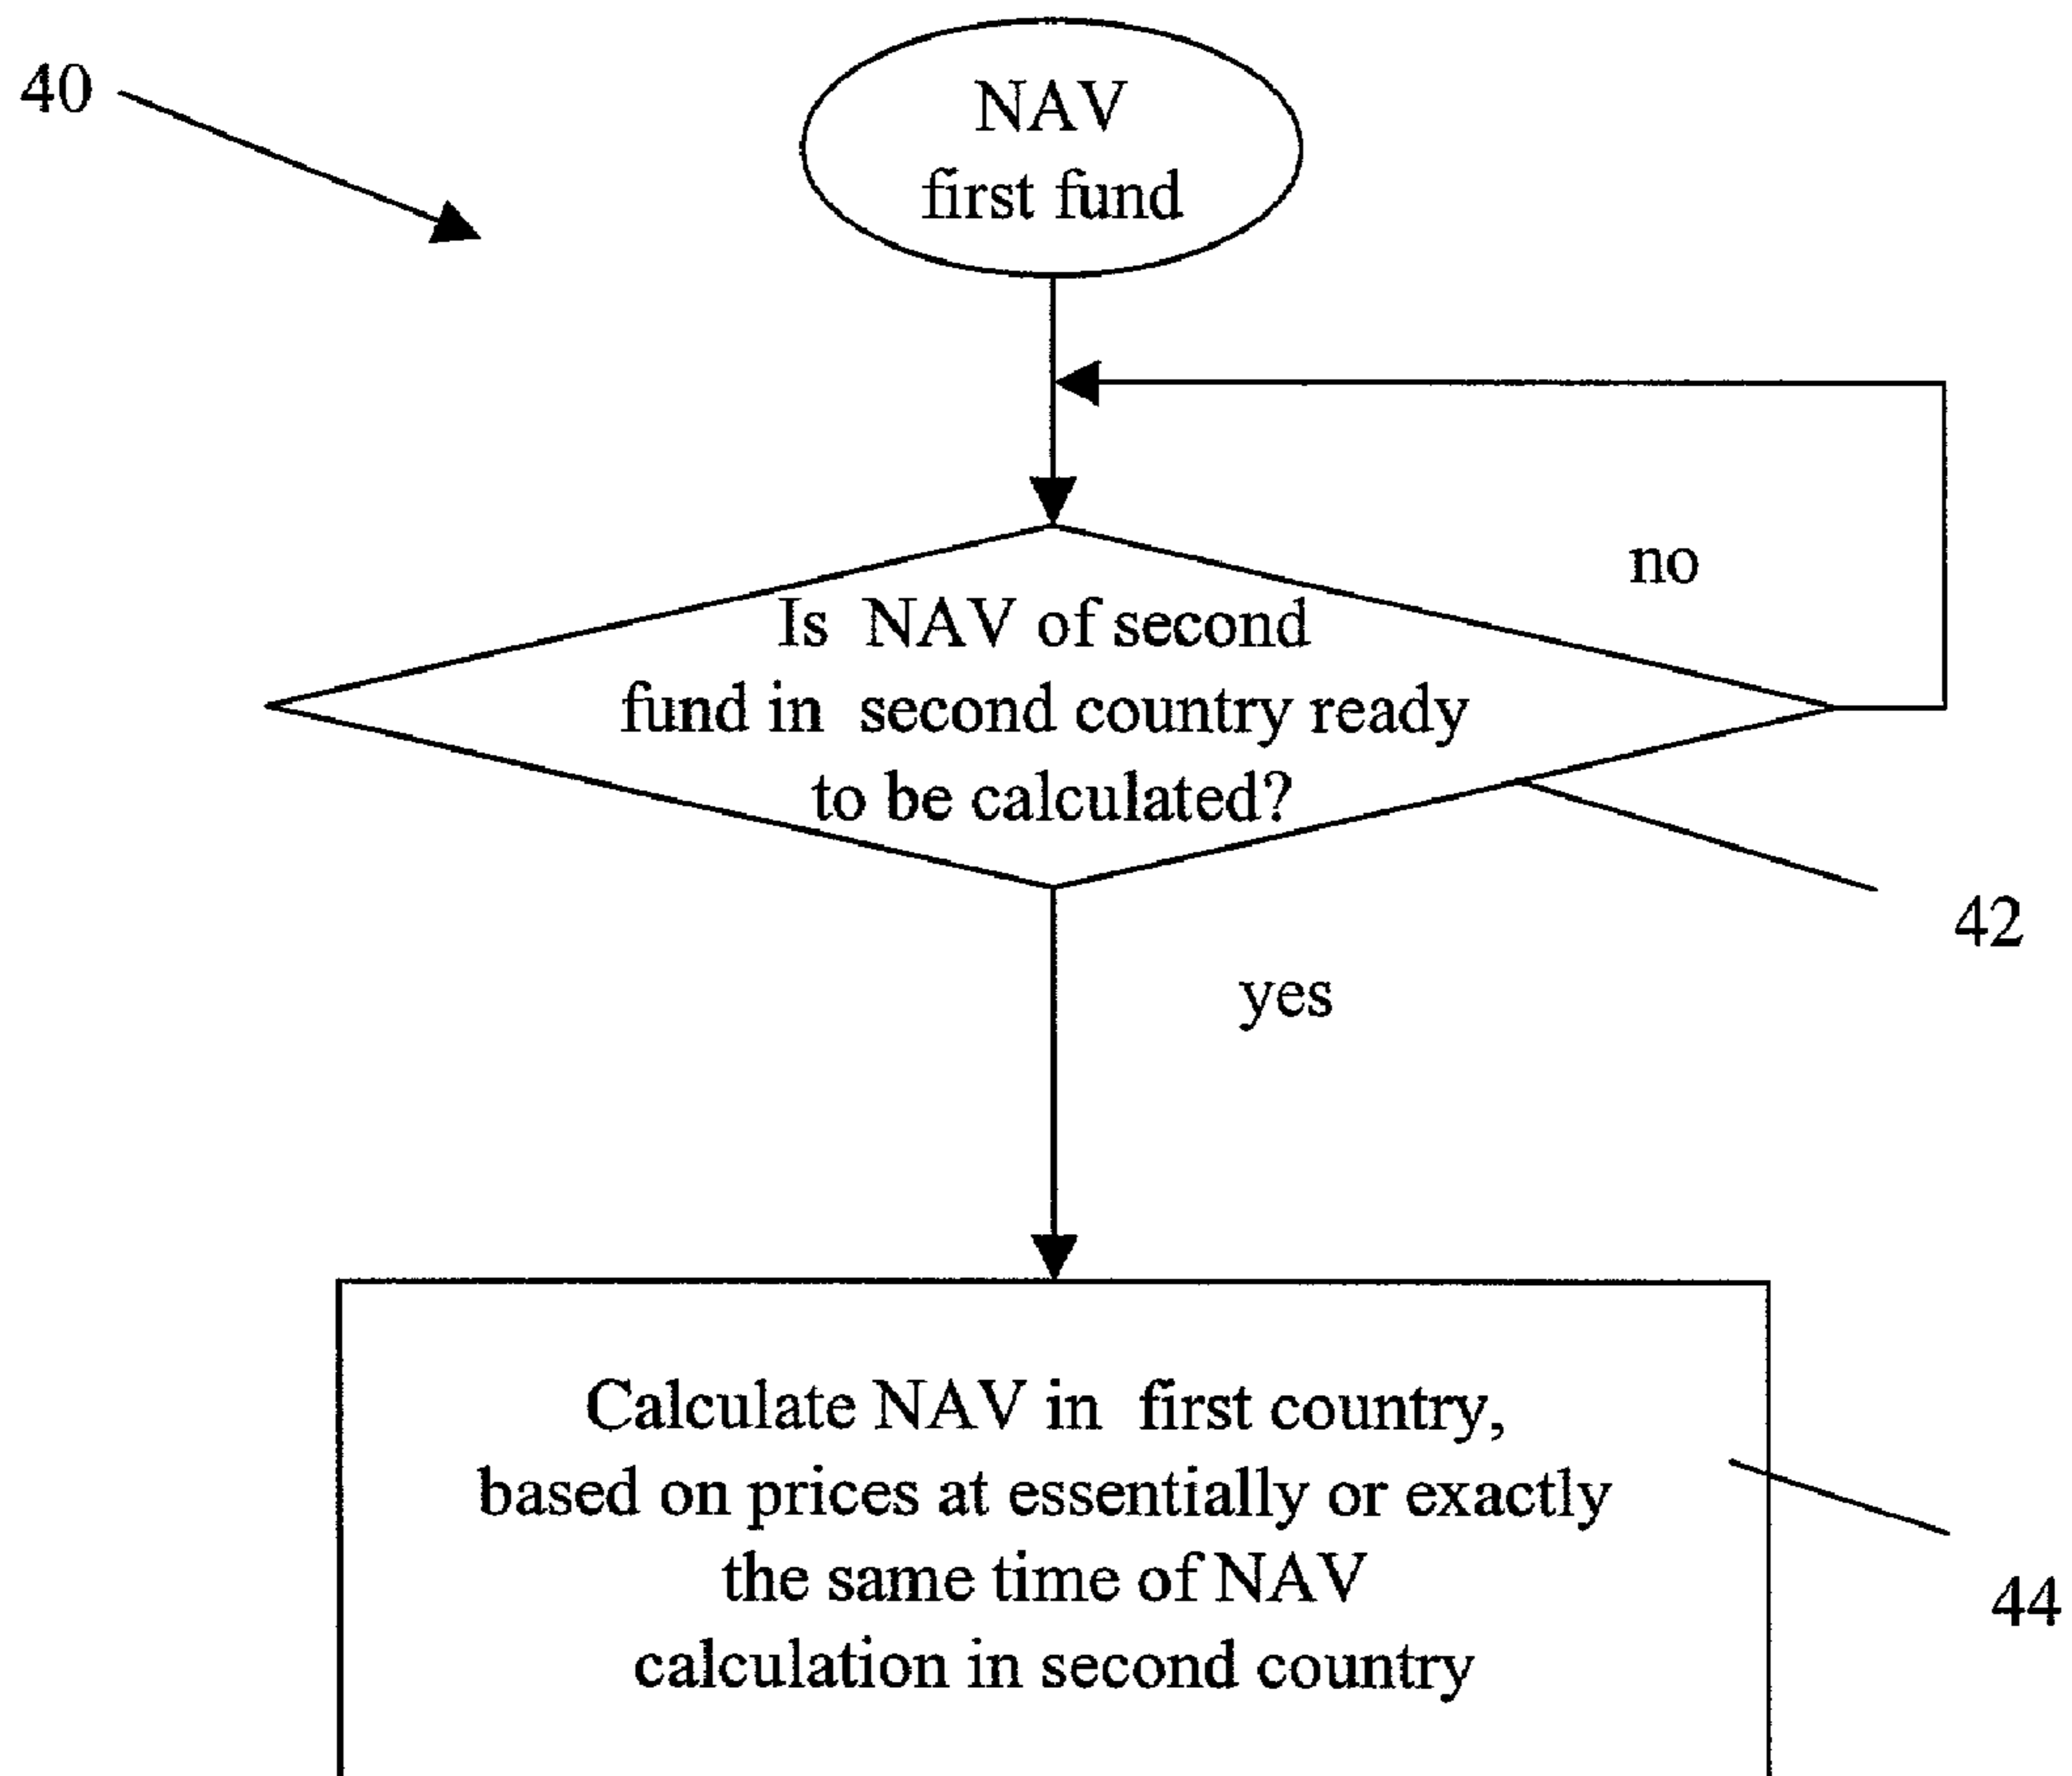 40
NAV
first fund
no
Is NAV of second
fund in second country ready
to be calculated?
42
yes
Calculate NAV in first country,
based on prices at essentially or exactly
the same time of NAV
calculation in second country
44